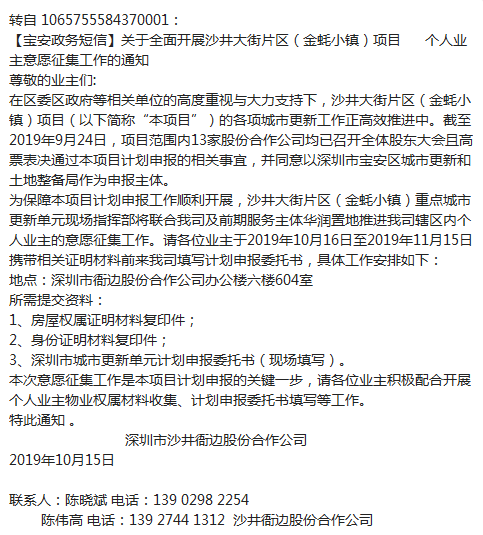 转自 1065755584370001：
【宝安政务短信】关于全面开展沙井大街片区（金蚝小镇）项目 个人业
主意愿征集工作的通知
尊敬的业主们:
在区委区政府等相关单位的高度重视与大力支持下，沙井大街片区（金蚝小
镇）项目（以下简称“本项目”）的各项城市更新工作正高效推进中。截至
2019年9月24日，项目范围内13家股份合作公司均已召开全体股东大会且高
票表决通过本项目计划申报的相关事宜，并同意以深圳市宝安区城市更新和
土地整备局作为申报主体。
为保障本项目计划申报工作顺利开展，沙井大街片区（金蚝小镇）重点城市
更新单元现场指挥部将联合我司及前期服务主体华润置地推进我司辖区内个
人业主的意愿征集工作。请各位业主于2019年10月16日至2019年11月15日
携带相关证明材料前来我司填写计划申报委托书，具体工作安排如下：
地点：深圳市衙边股份合作公司办公楼六楼604室
所需提交资料：
1、房屋权属证明材料复印件；
2、身份证明材料复印件；
3、深圳市城市更新单元计划申报委托书（现场填写）。
本次意愿征集工作是本项目计划申报的关键一步，请各位业主积极配合开展
个人业主物业权属材料收集、计划申报委托书填写等工作。
特此通知 。
深圳市沙井衙边股份合作公司
2019年10月15日
联系人：陈晓斌 电话：139 0298 2254
陈伟高 电话：139 2744 1312 沙井衙边股份合作公司